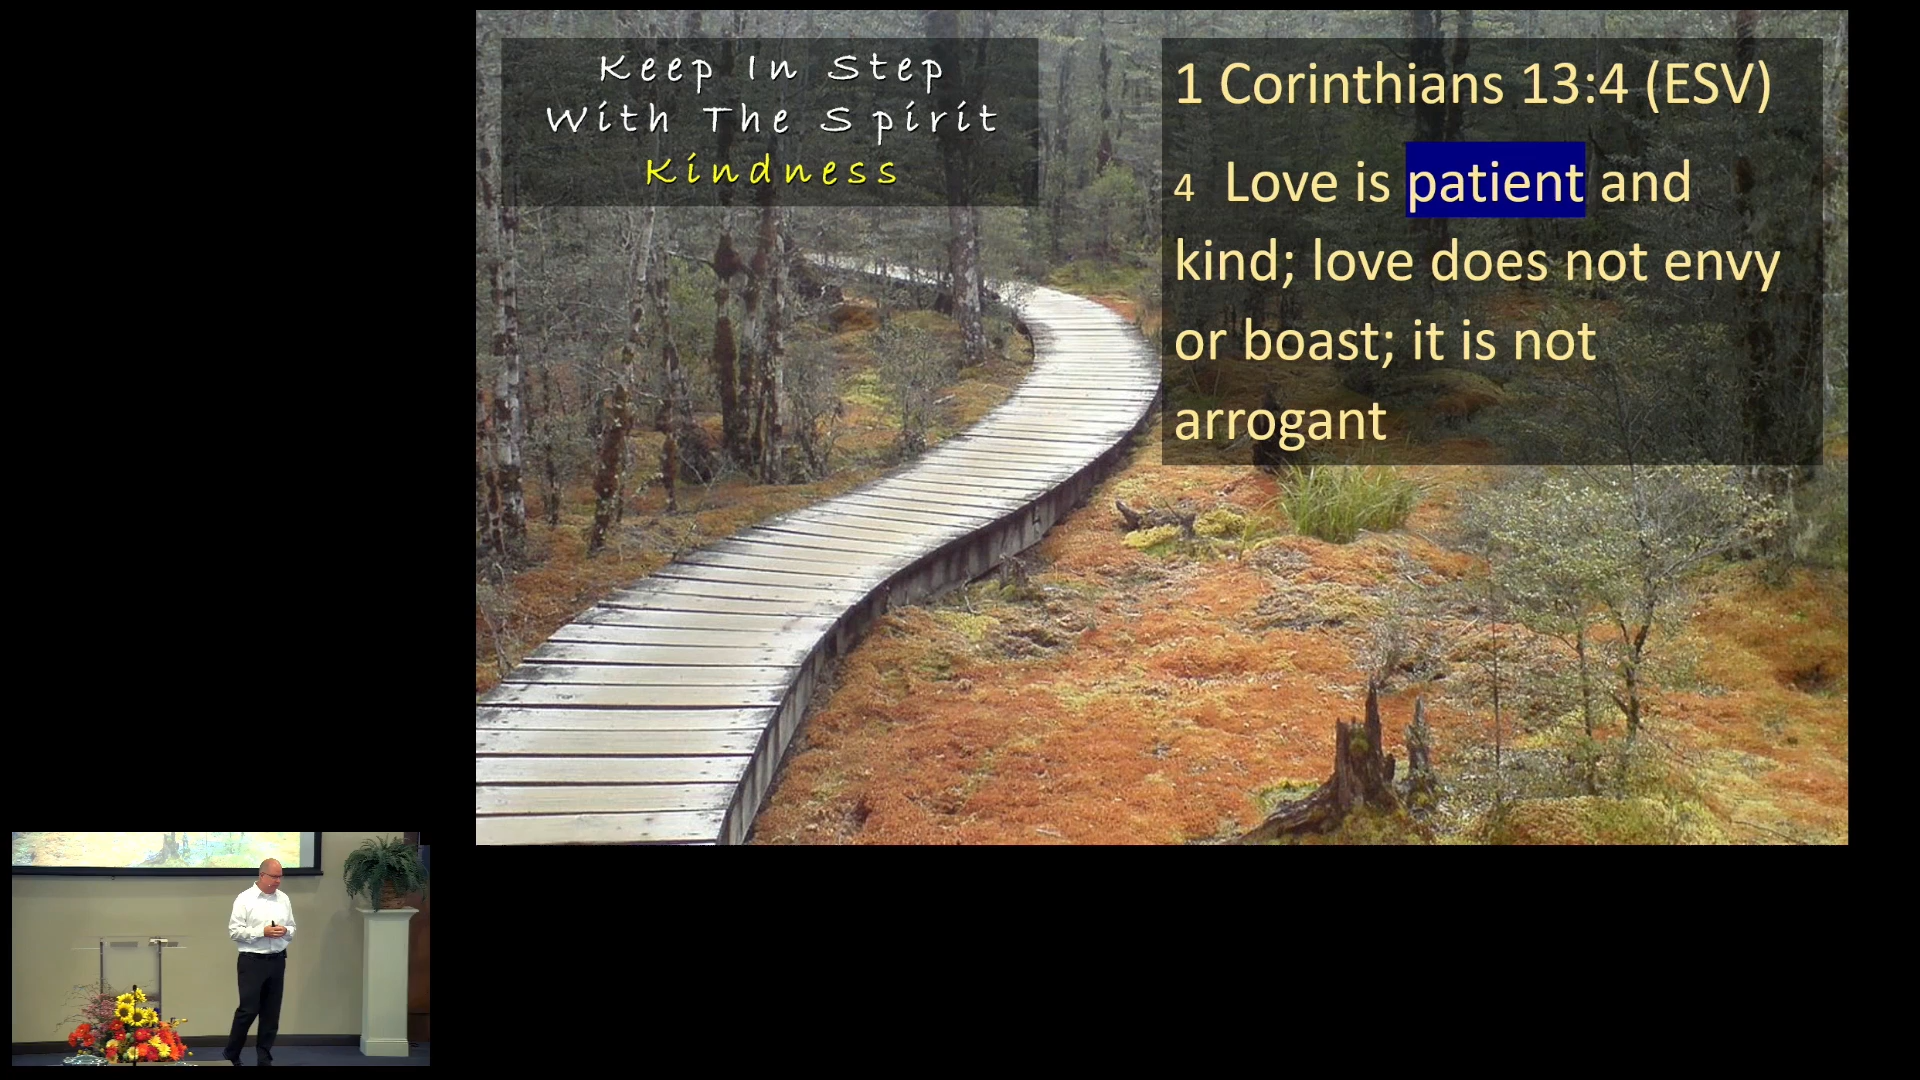 Keep In Step
With The Spirit
Kindness
1 Corinthians 13:4 (ESV)
4 Love is patient and
kind; love does not envy
or boast; it is not
arrogant